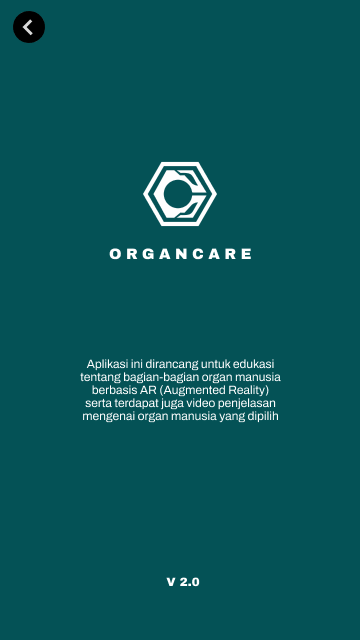 ORGANCARE
Aplikasi ini dirancang untuk edukasi
tentang bagian-bagian organ manusia
berbasis AR (Augmented Reality)
serta terdapat juga video penjelasan
mengenai organ manusia yang dipilih
V 2.0